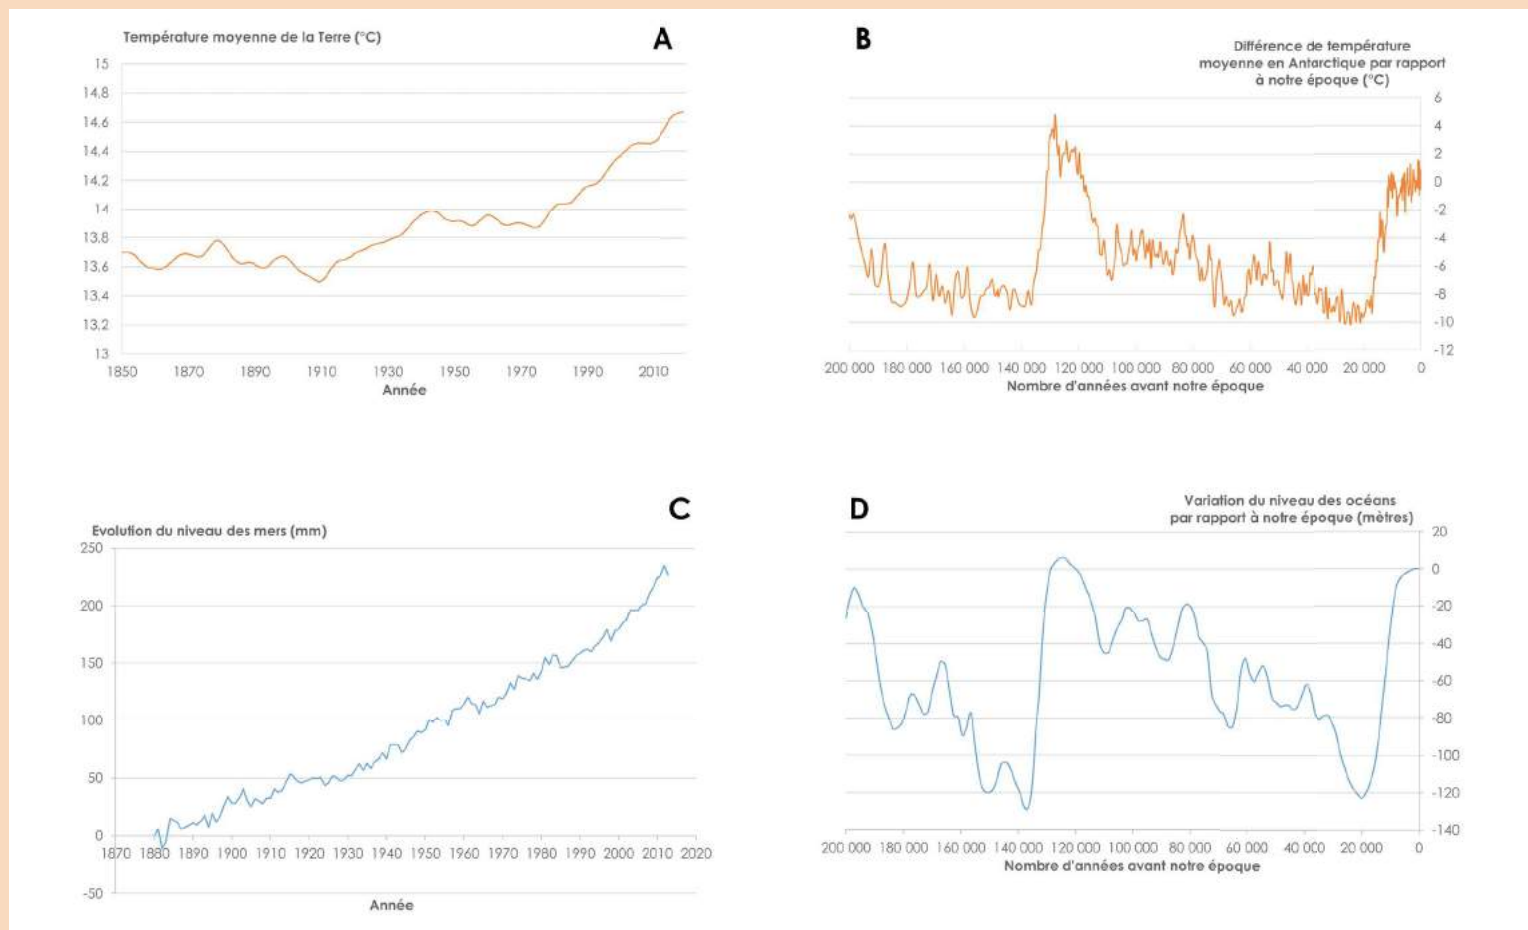 Température moyenne de la Terre (°C)
A
15
14,8
14,6
14,4
14,2
14
13,8
13,6
13,4
13,2
13
1850 1870 1890 1910 1930 1950 1970 1990 2010
Année
B
Différence de température
moyenne en Antarctique par rapport
à notre époque (°C)
6
4
2
0
-2
-4
-6
-8
-10
-12
200 000 180 000 160 000 140 000 120 000 100 000 80 000 60 000 40 000 20 000 0
Nombre d'années avant notre époque
C
Evolution du niveau des mers (mm)
250
200
150
100
50
0
-50
1870 1880 1890 1900 1910 1920 1930 1940 1950 1960 1970 1980 1990 2000 2010 2020
Année
D
Variation du niveau des océans
par rapport à notre époque (mètres)
20
0
-20
-40
-60
-80
-100
-120
-140
200 000 180 000 160 000 140 000 120 000 100 000 80 000 60 000 40 000 20 000 0
Nombre d'années avant notre époque